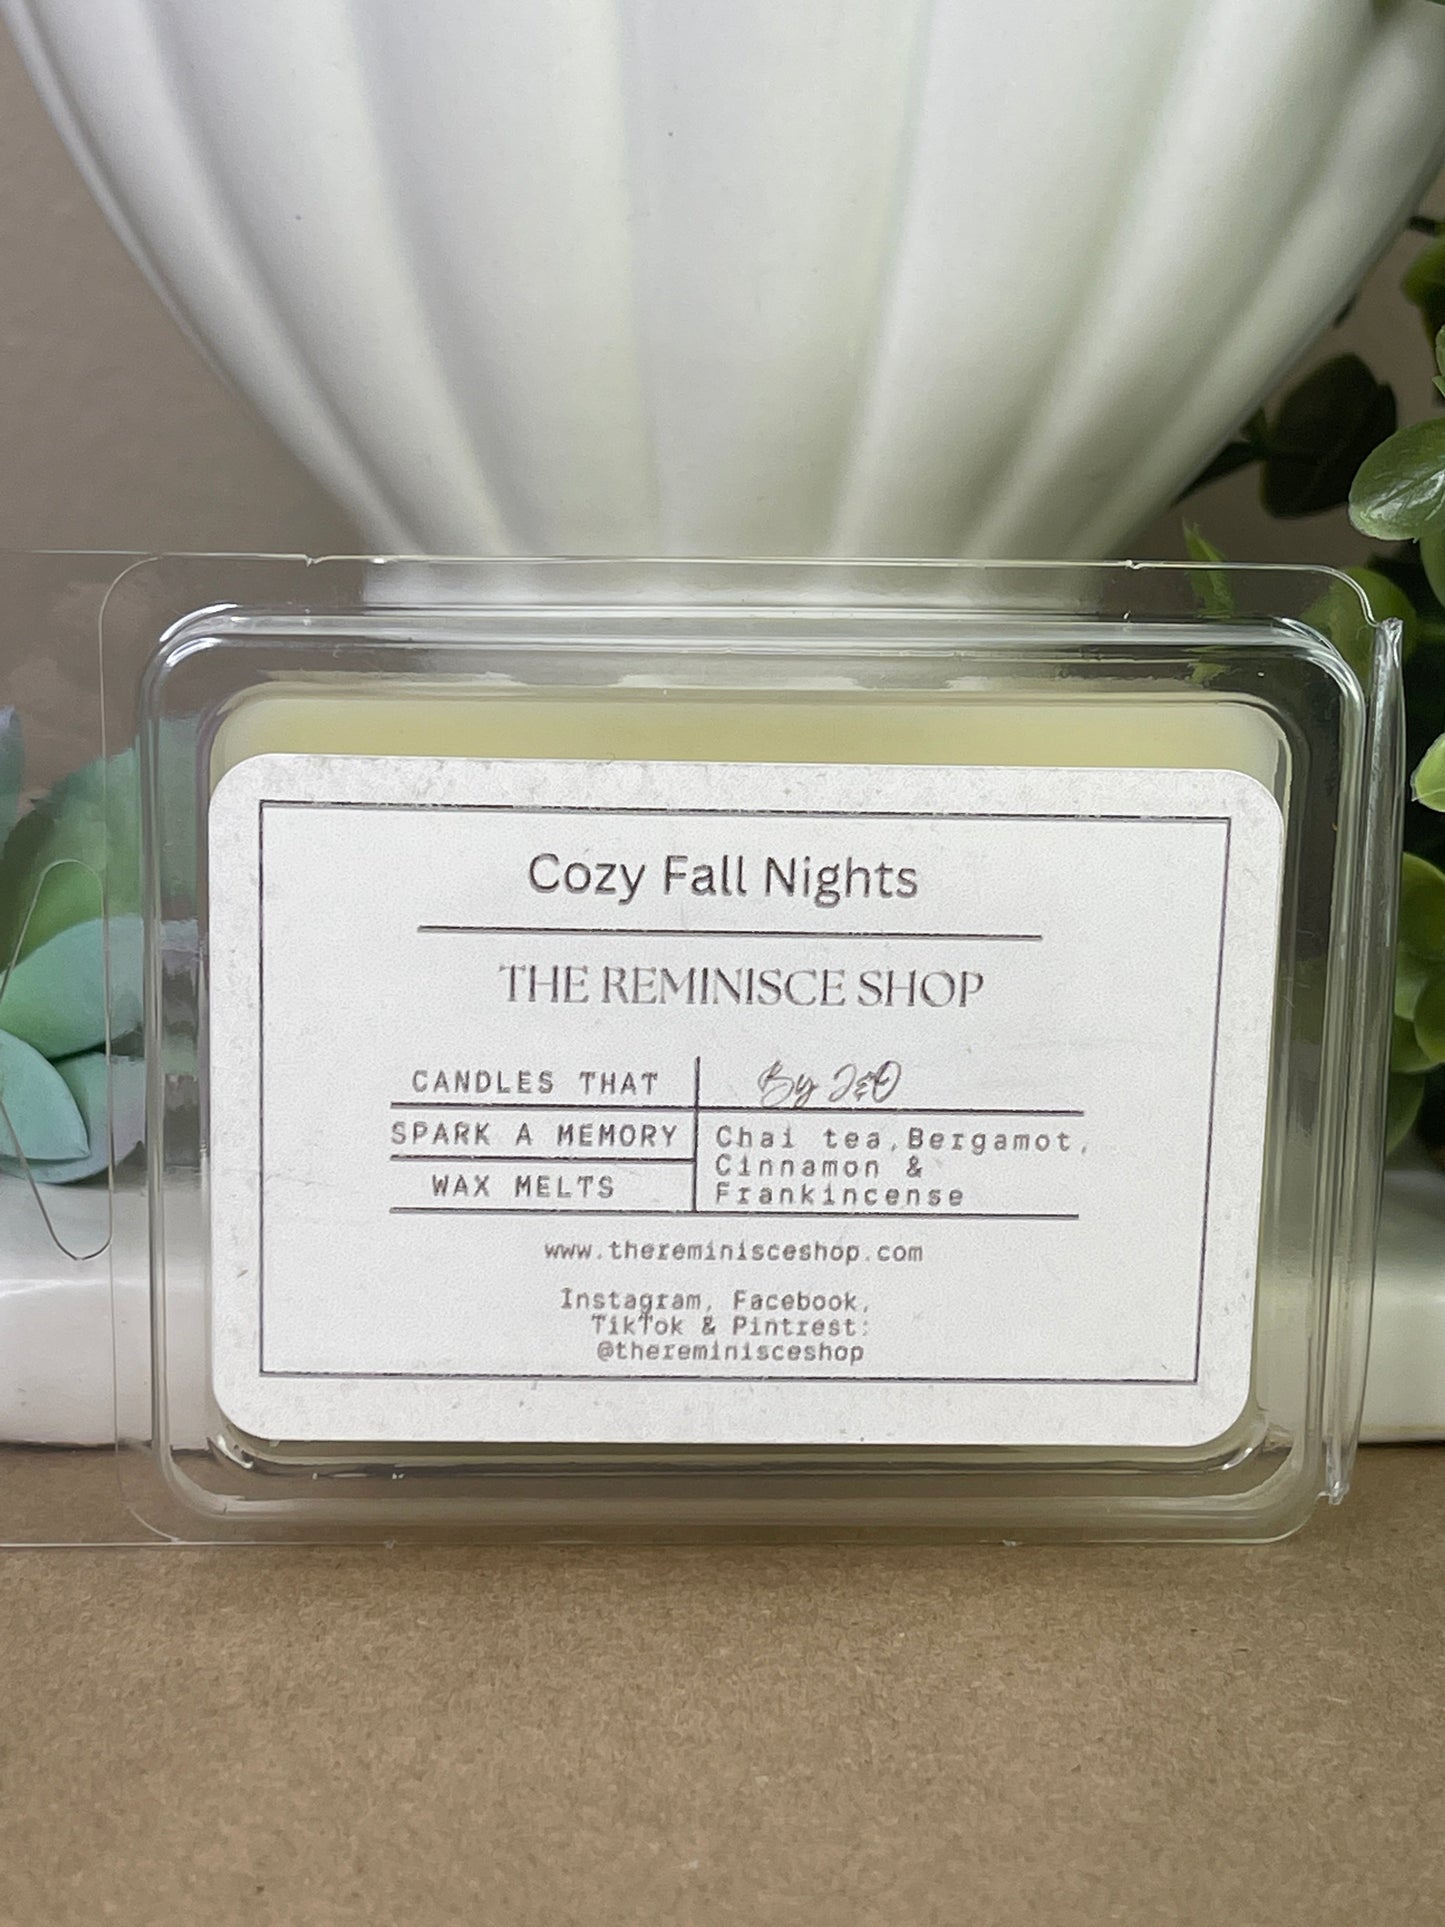 Cozy Fall Nights
THE REMINISCE SHOP
CANDLES THAT
SPARK A MEMORY
WAX MELTS
By J&O
Chai tea,Bergamot,
Cinnamon &
Frankincense
www.thereminisceshop.com
Instagram, Facebook,
TikTok & Pintrest:
@thereminisceshop